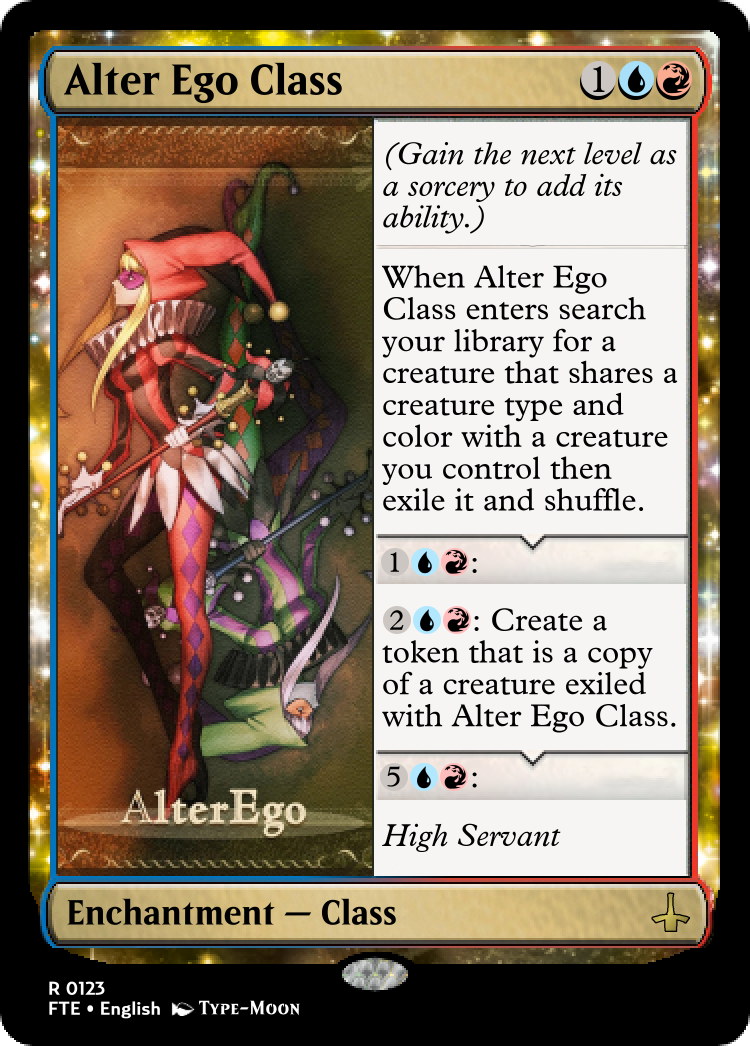 Alter Ego Class 1
(Gain the next level as
a sorcery to add its
ability.)
When Alter Ego
Class enters search
your library for a
creature that shares a
creature type and
color with a creature
you control then
exile it and shuffle.
1 :
2 : Create a
token that is a copy
of a creature exiled
with Alter Ego Class.
5 :
High Servant
AlterEgo
Enchantment — Class
R 0123
FTE • English Type-Moon